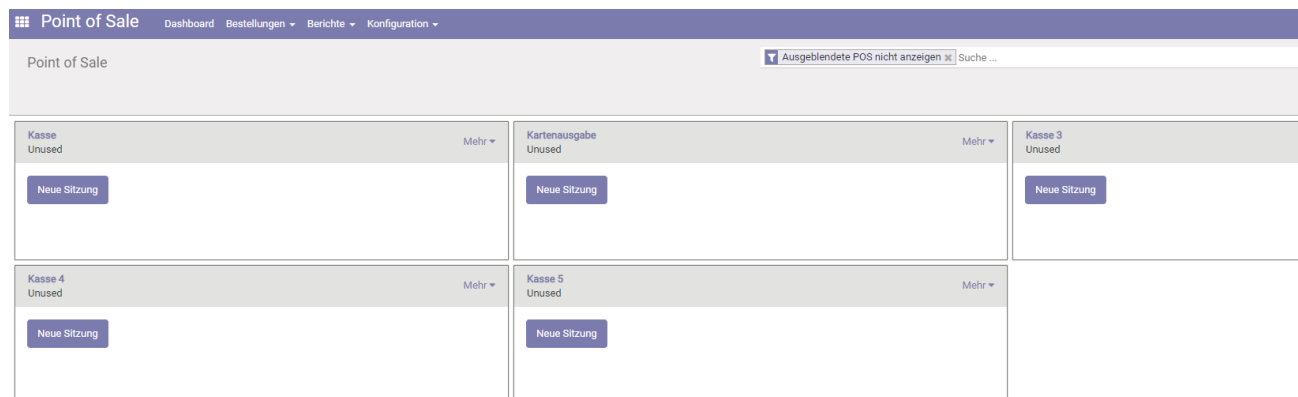 Point of Sale Dashboard Bestellungen Berichte Konfiguration
Point of Sale
Ausgeblendete POS nicht anzeigen Suche ...
Kasse
Unused
Mehr
Neue Sitzung
Kartenausgabe
Unused
Mehr
Neue Sitzung
Kasse 3
Unused
Neue Sitzung
Kasse 4
Unused
Mehr
Neue Sitzung
Kasse 5
Unused
Mehr
Neue Sitzung